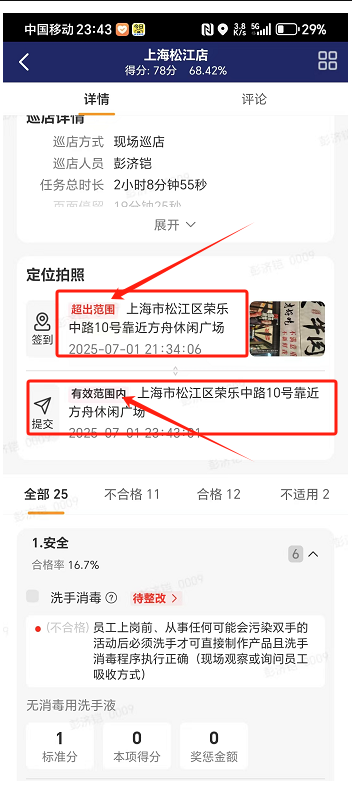 中国移动 23:43
3.8 K/s 5G 29%
上海松江店
得分: 78分 68.42%
详情 评论
巡店详情
巡店方式 现场巡店
巡店人员 彭济铠
任务总时长 2小时8分钟55秒
展开
定位拍照
签到
超出范围 上海市松江区荣乐
中路10号靠近方舟休闲广场
2025-07-01 21:34:06
提交
有效范围内 上海市松江区荣乐中路10号靠近
方舟休闲广场
2025-07-01 23:43:01
全部 25 不合格 11 合格 12 不适用 2
1.安全
合格率 16.7%
6
洗手消毒 待整改
(不合格) 员工上岗前、从事任何可能会污染双手的
活动后必须洗手才可直接制作产品且洗手
消毒程序执行正确（现场观察或询问员工
吸收方式）
无消毒用洗手液
1 0 0
标准分 本项得分 奖惩金额